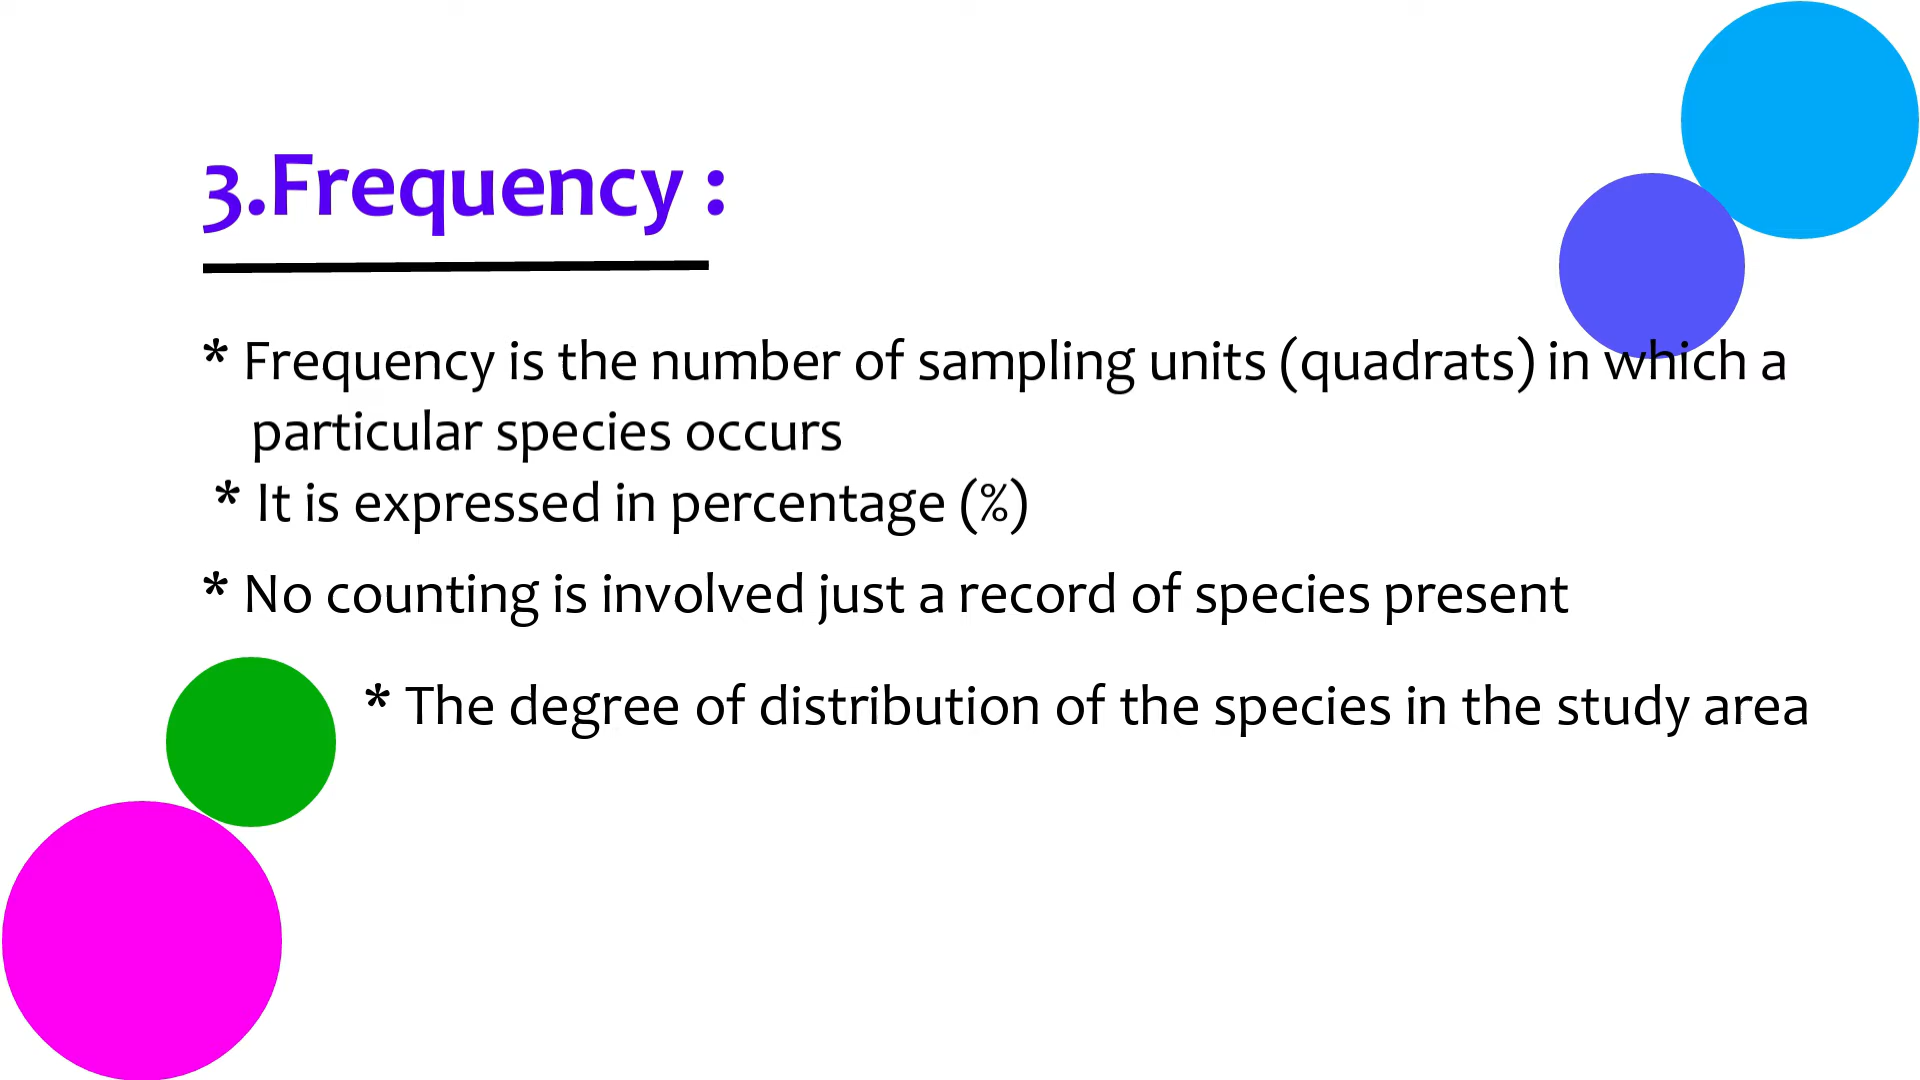 3.Frequency :
* Frequency is the number of sampling units (quadrats) in which a
particular species occurs
* It is expressed in percentage (%)
* No counting is involved just a record of species present
* The degree of distribution of the species in the study area